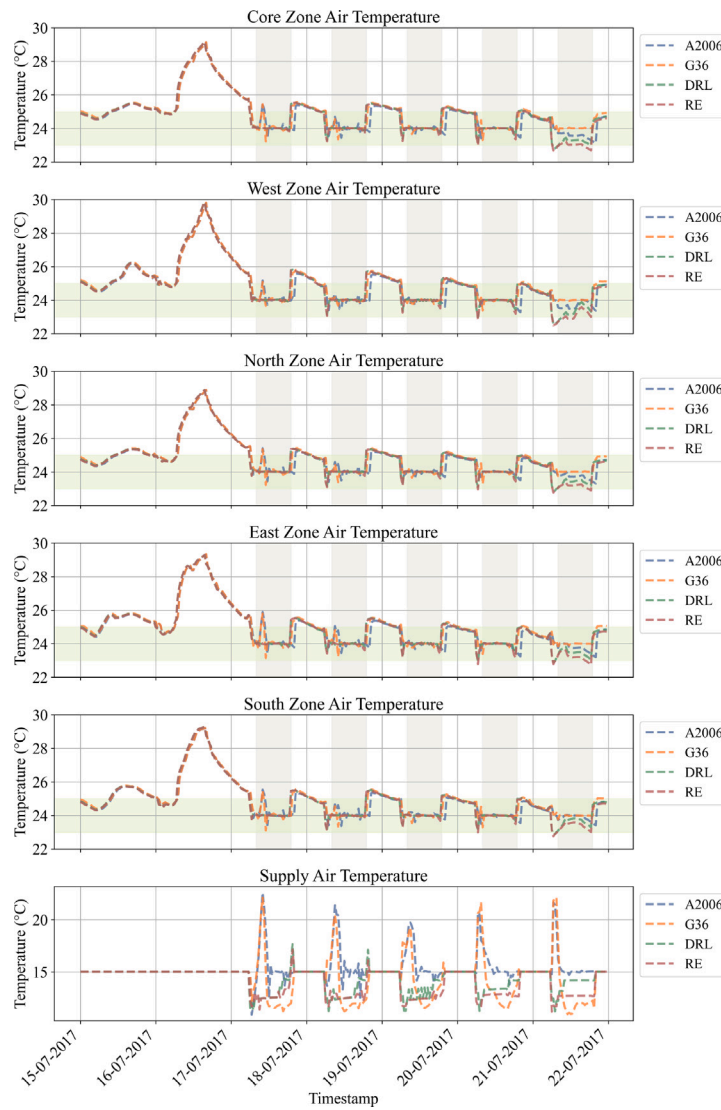 Core Zone Air Temperature
Temperature (°C)
30
28
26
24
22
A2006
G36
DRL
RE
West Zone Air Temperature
Temperature (°C)
30
28
26
24
22
A2006
G36
DRL
RE
North Zone Air Temperature
Temperature (°C)
30
28
26
24
22
A2006
G36
DRL
RE
East Zone Air Temperature
Temperature (°C)
30
28
26
24
22
A2006
G36
DRL
RE
South Zone Air Temperature
Temperature (°C)
30
28
26
24
22
A2006
G36
DRL
RE
Supply Air Temperature
Temperature (°C)
20
15
A2006
G36
DRL
RE
15-07-2017
16-07-2017
17-07-2017
18-07-2017
19-07-2017
20-07-2017
21-07-2017
22-07-2017
Timestamp